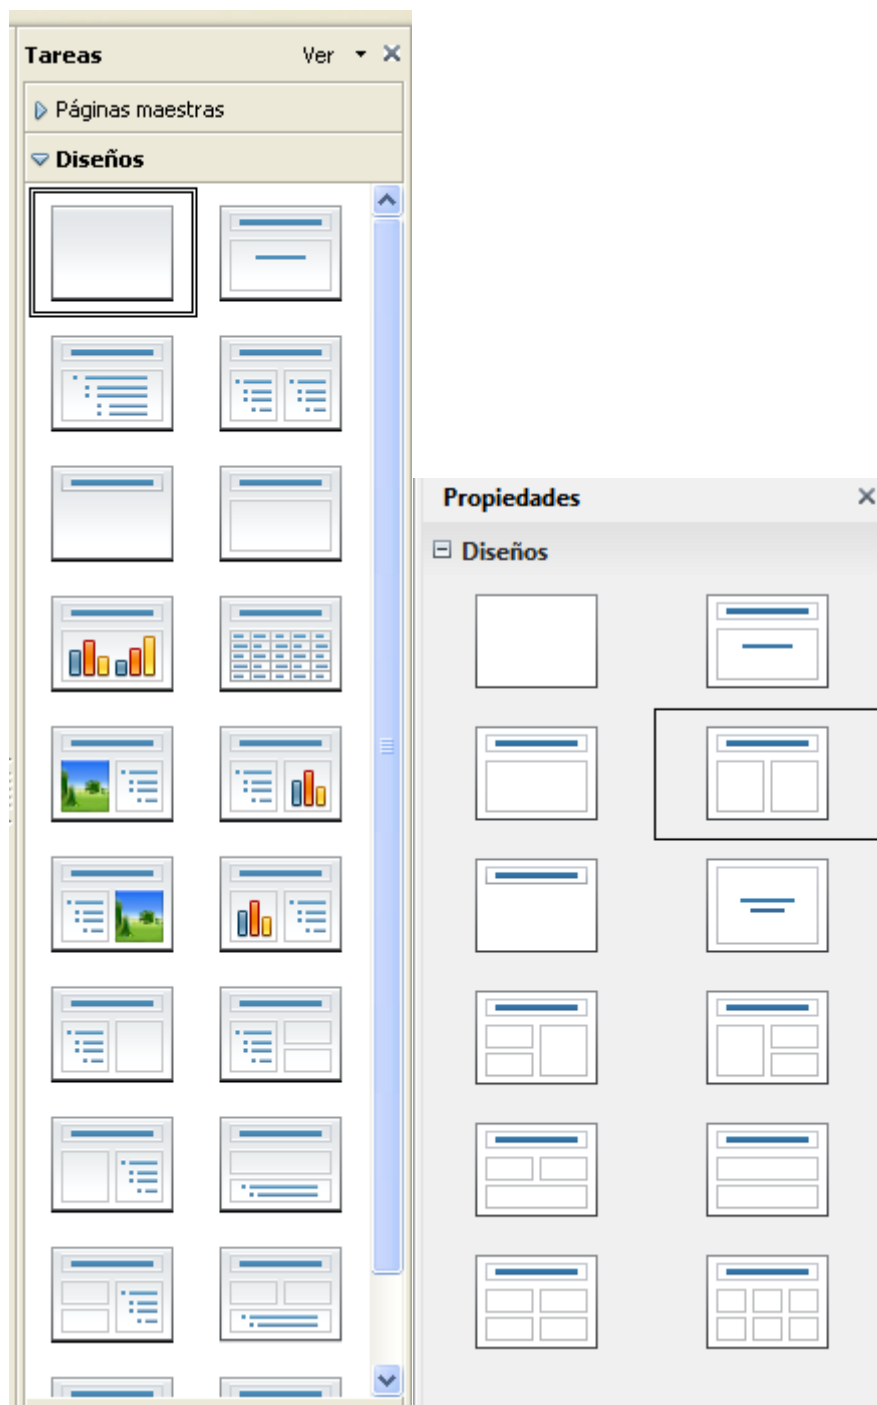 Tareas
Ver
Páginas maestras
Diseños
Propiedades
Diseños